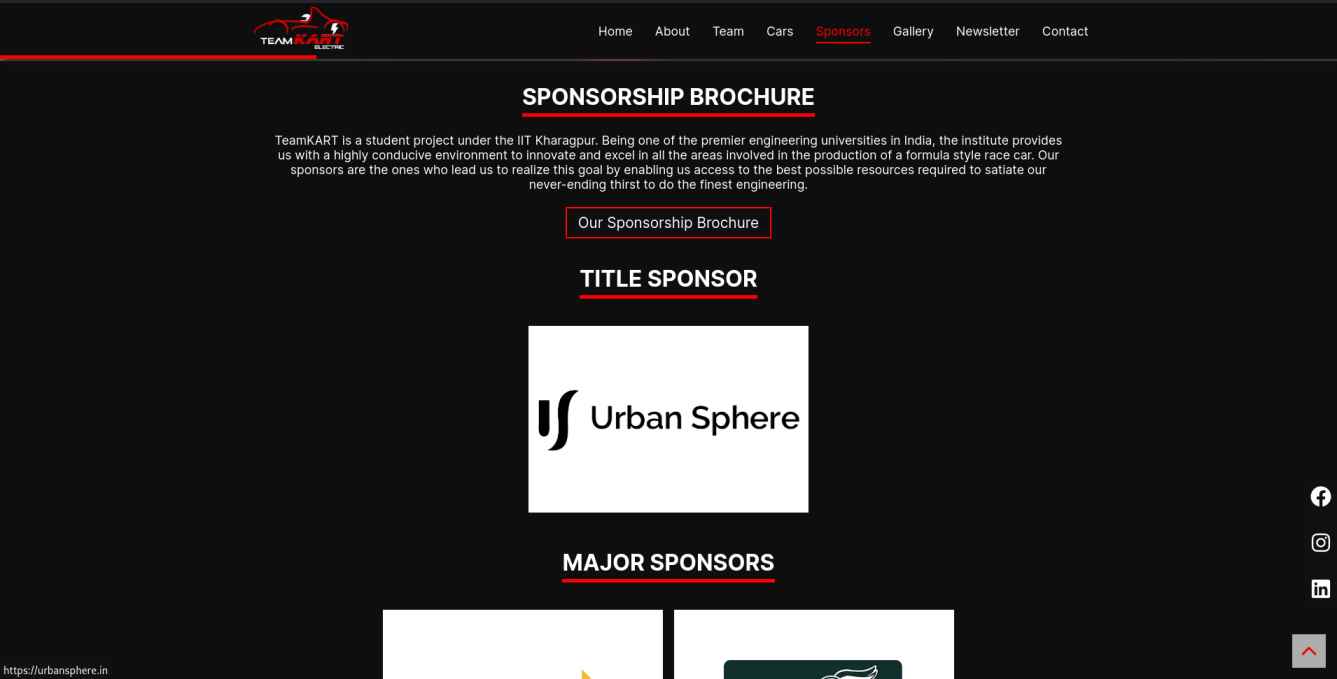 TEAM KART
ELECTRIC
Home About Team Cars Sponsors Gallery Newsletter Contact
SPONSORSHIP BROCHURE
TeamKART is a student project under the IIT Kharagpur. Being one of the premier engineering universities in India, the institute provides
us with a highly conducive environment to innovate and excel in all the areas involved in the production of a formula style race car. Our
sponsors are the ones who lead us to realize this goal by enabling us access to the best possible resources required to satiate our
never-ending thirst to do the finest engineering.
Our Sponsorship Brochure
TITLE SPONSOR
Urban Sphere
MAJOR SPONSORS
https://urbansphere.in